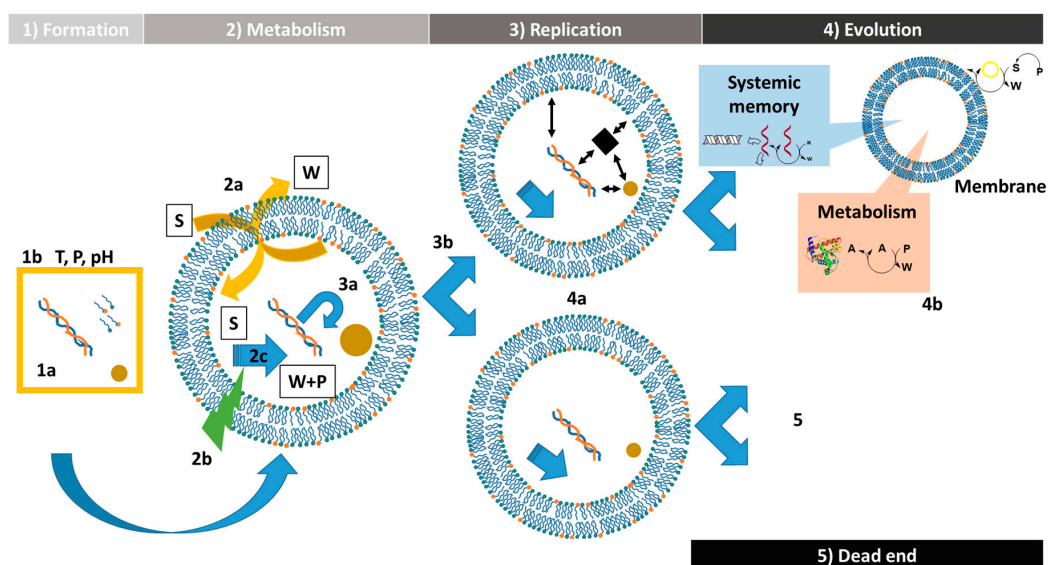 1) Formation
2) Metabolism
3) Replication
4) Evolution
1b T, P, pH
1a
2a
W
S
S
3a
2c
W+P
2b
3b
4a
Systemic
memory
N
W
S
P
W
Membrane
Metabolism
A
A
P
W
4b
5
5) Dead end